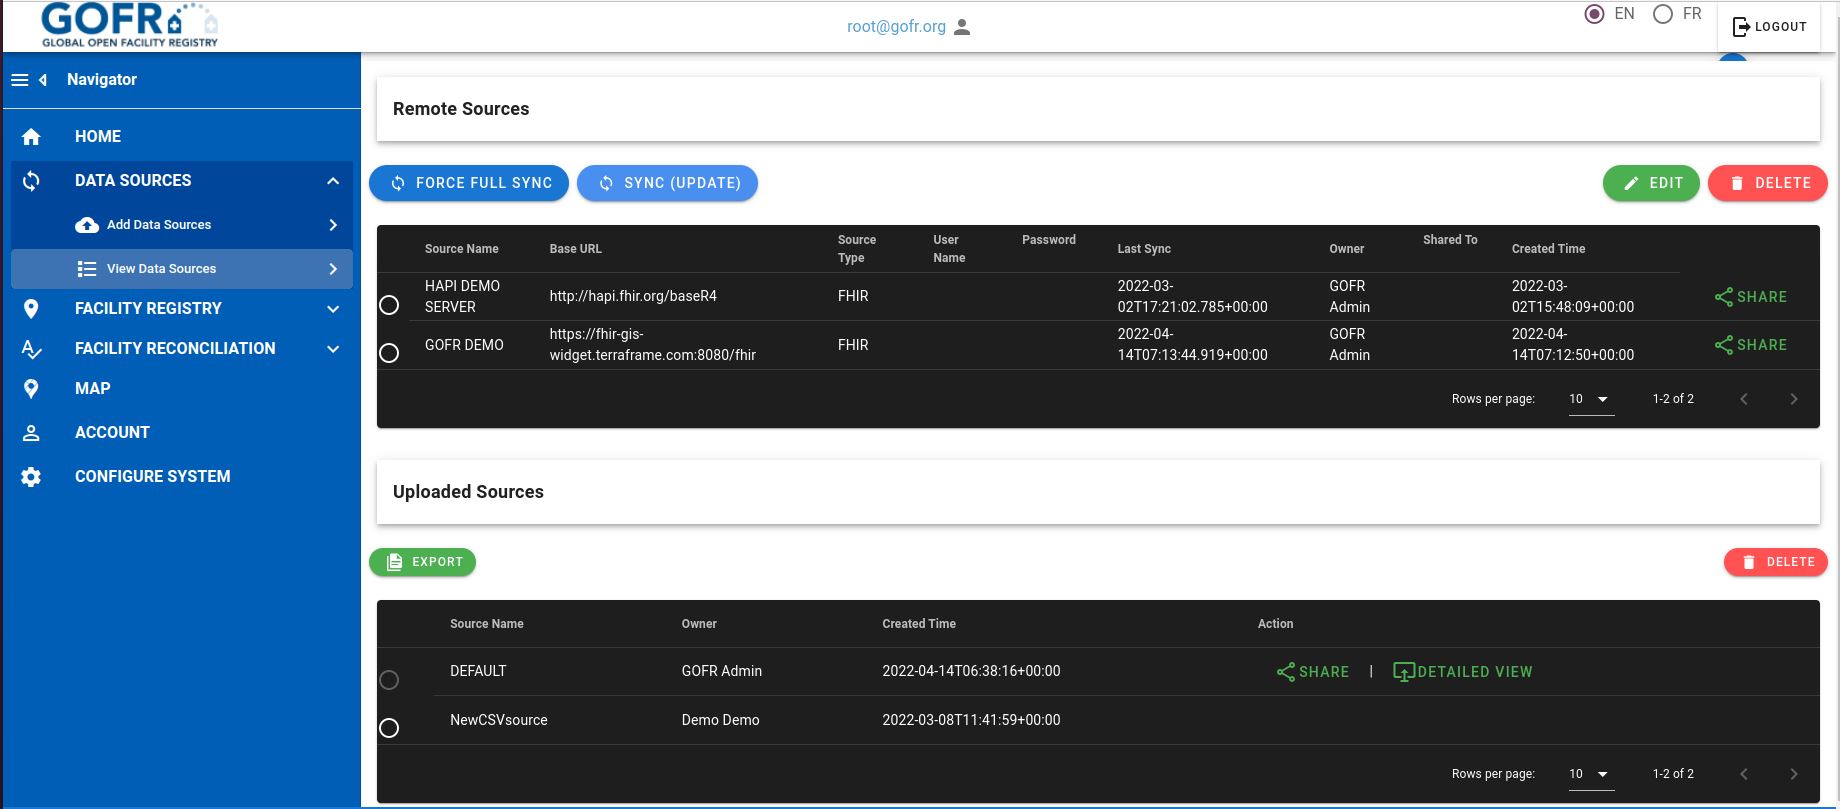 GOFR
GLOBAL OPEN FACILITY REGISTRY
root@gofr.org
EN
FR
LOGOUT
Navigator
HOME
DATA SOURCES
Add Data Sources
View Data Sources
FACILITY REGISTRY
FACILITY RECONCILIATION
MAP
ACCOUNT
CONFIGURE SYSTEM
Remote Sources
FORCE FULL SYNC
SYNC (UPDATE)
EDIT
DELETE
Source Name Base URL Source Type User Name Password Last Sync Owner Shared To Created Time
HAPI DEMO SERVER http://hapi.fhir.org/baseR4 FHIR 2022-03-02T17:21:02.785+00:00 GOFR Admin 2022-03-02T15:48:09+00:00 SHARE
GOFR DEMO https://fhir-gis-widget.terraframe.com:8080/fhir FHIR 2022-04-14T07:13:44.919+00:00 GOFR Admin 2022-04-14T07:12:50+00:00 SHARE
Rows per page: 10 1-2 of 2
Uploaded Sources
EXPORT
DELETE
Source Name Owner Created Time Action
DEFAULT GOFR Admin 2022-04-14T06:38:16+00:00 SHARE | DETAILED VIEW
NewCSVsource Demo Demo 2022-03-08T11:41:59+00:00
Rows per page: 10 1-2 of 2